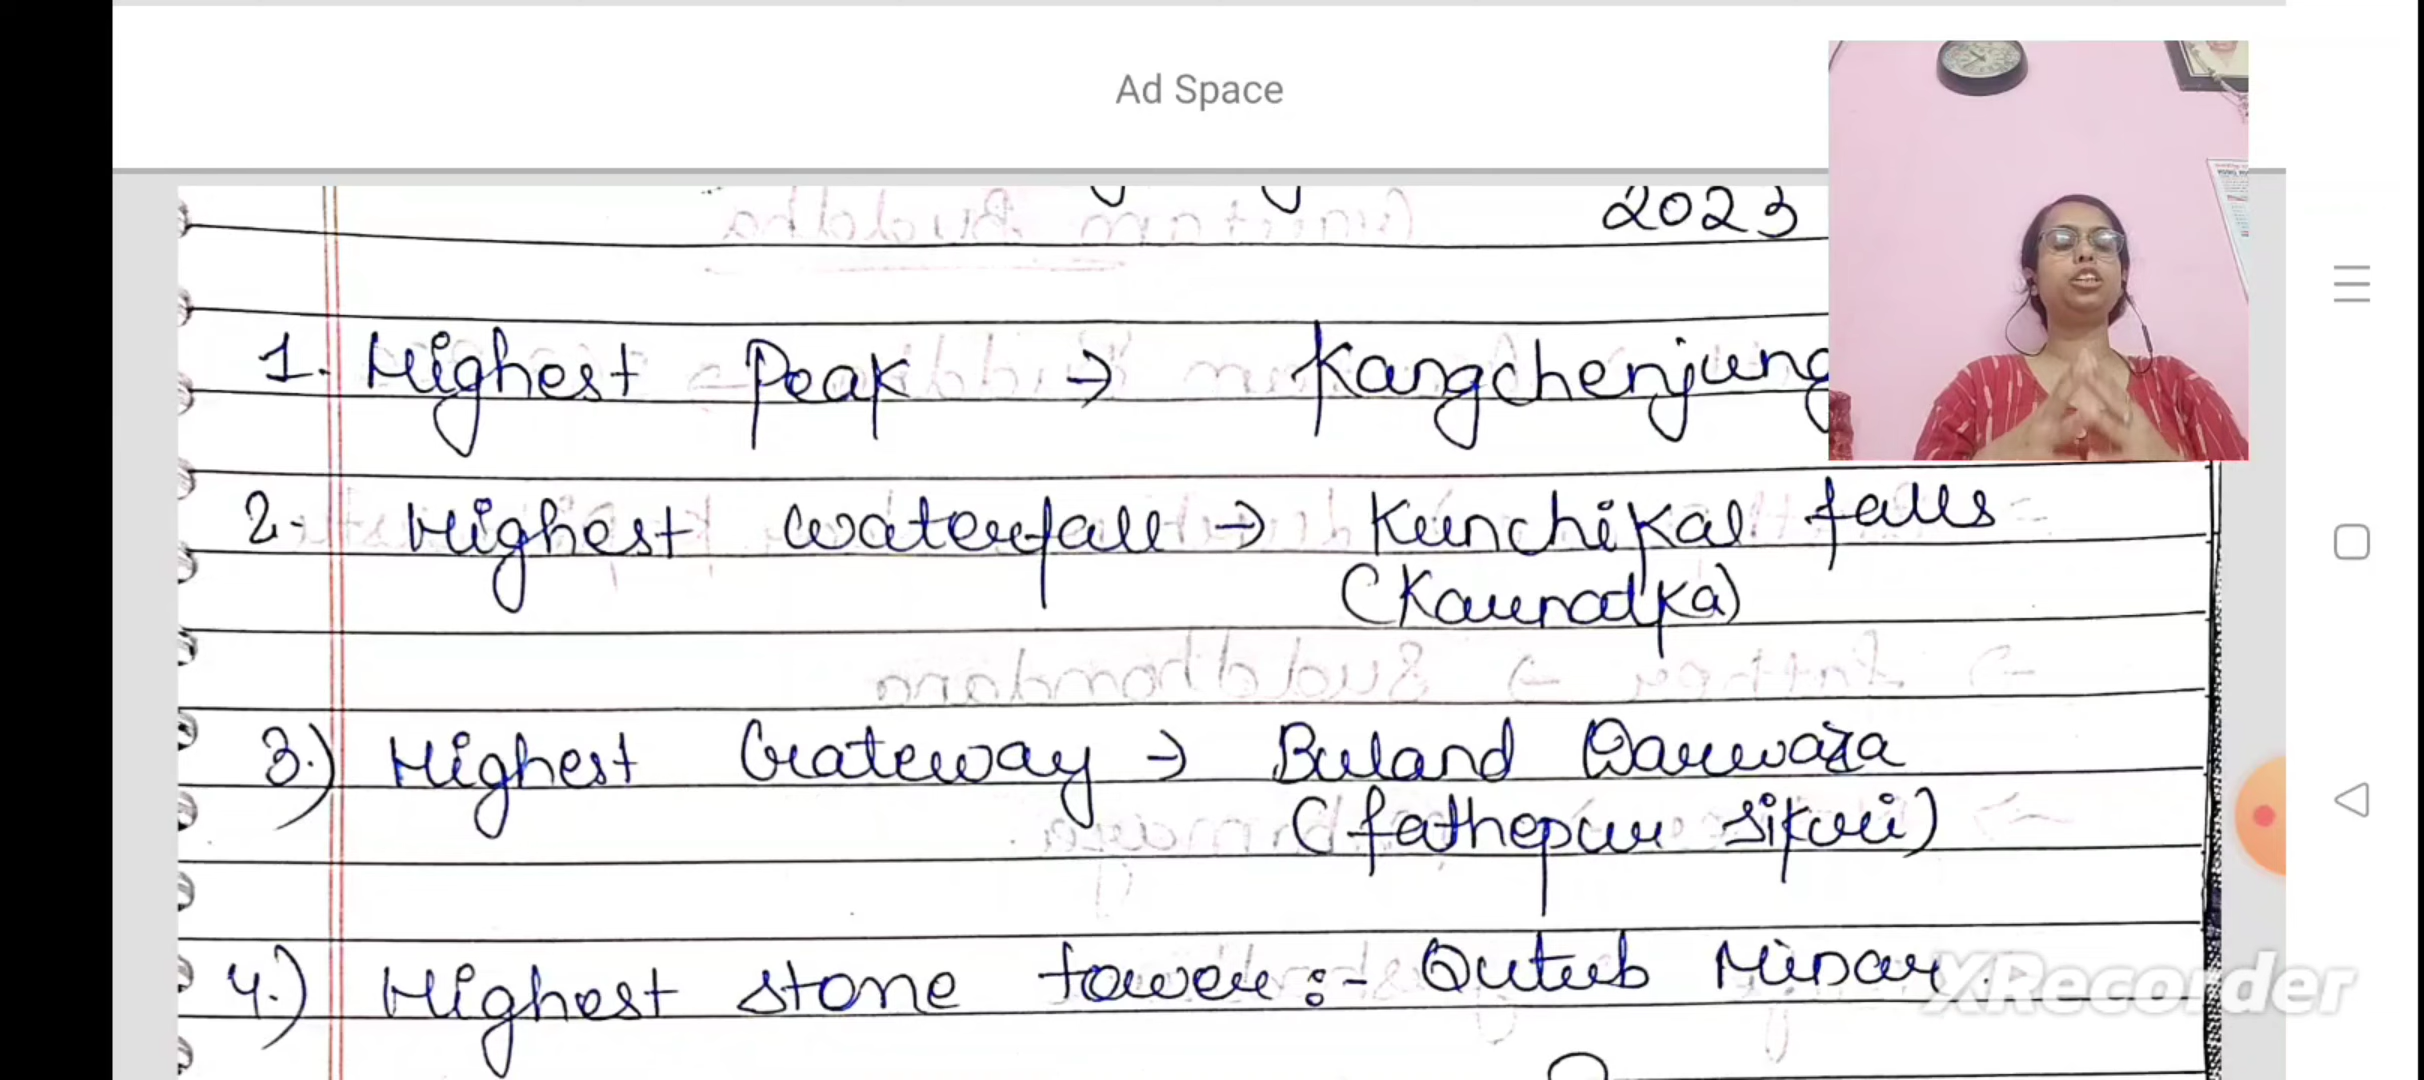 Ad Space
2023
1. Highest Peak → Kangchenjung
2. Highest waterfall → Kunchikal falls
(Karnatka)
3.) Highest Gateway → Buland Darwaza
(fathepur sikri)
4.) Highest stone tower :- Qutub Minar
XRecorder